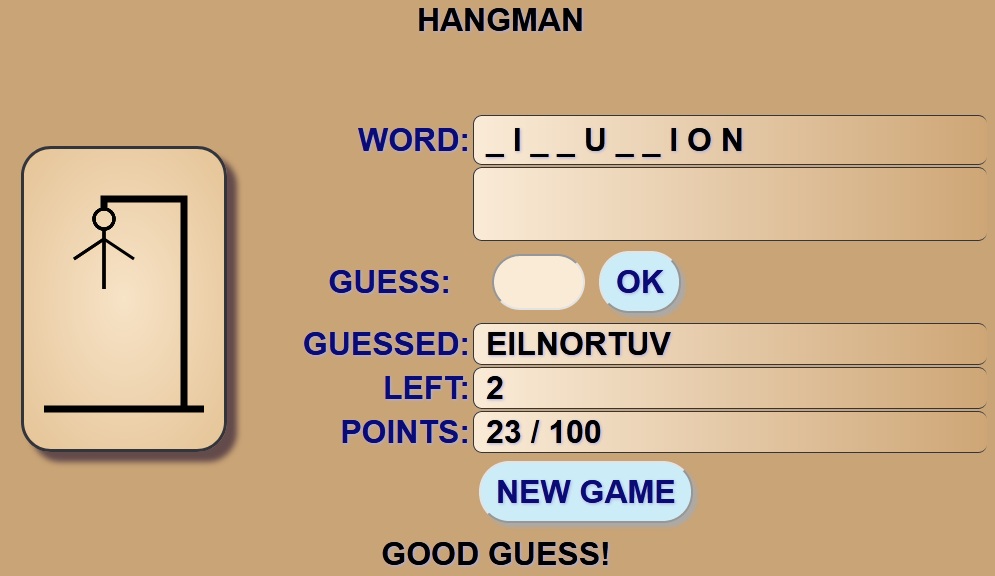 HANGMAN
WORD: _ I _ _ U _ _ I O N
GUESS: OK
GUESSED: EILNORTUV
LEFT: 2
POINTS: 23 / 100
NEW GAME
GOOD GUESS!